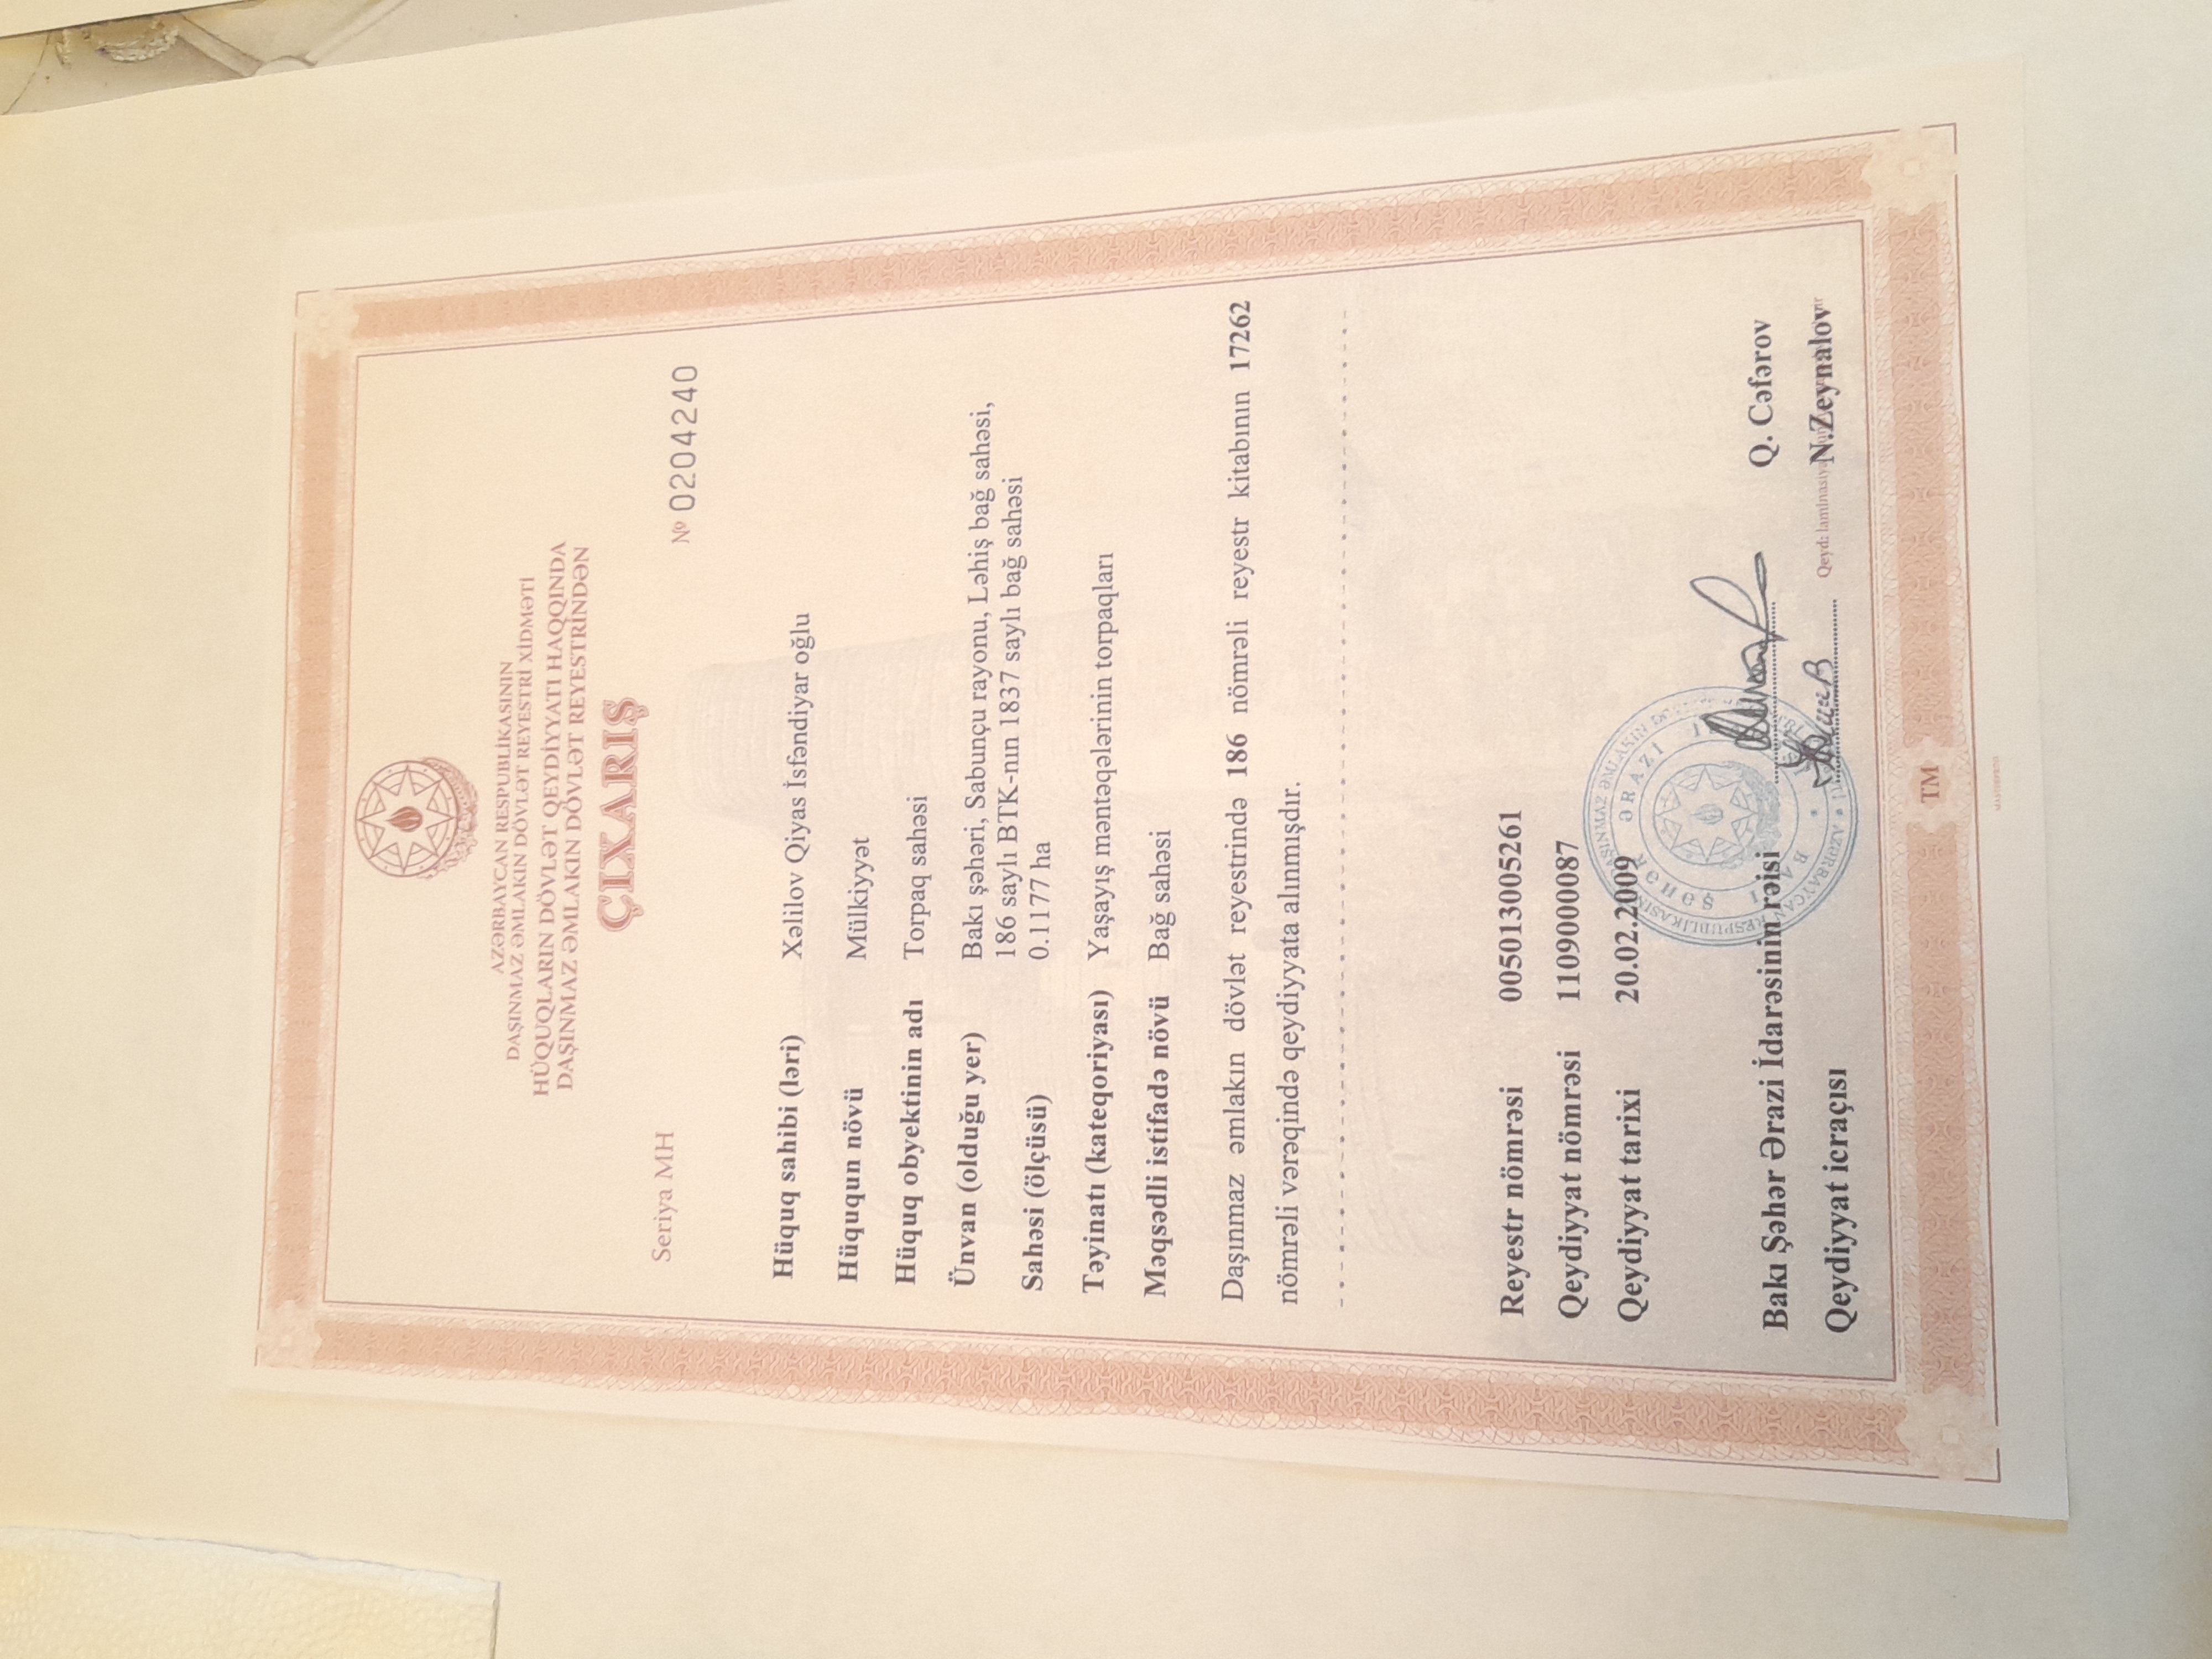 AZƏRBAYCAN RESPUBLİKASININ
DAŞINMAZ ƏMLAKIN DÖVLƏT REYESTRİ XİDMƏTİ
HÜQUQLARIN DÖVLƏT QEYDİYYATI HAQQINDA
DAŞINMAZ ƏMLAKIN DÖVLƏT REYESTRİNDƏN
ÇIXARIŞ
Seriya MH № 0204240
Hüquq sahibi (ləri) Xəlilov Qiyas İsfəndiyar oğlu
Hüququn növü Mülkiyyət
Hüquq obyektinin adı Torpaq sahəsi
Ünvan (olduğu yer) Bakı şəhəri, Sabunçu rayonu, Ləhiş bağ sahəsi,
186 saylı BTK-nın 1837 saylı bağ sahəsi
Sahəsi (ölçüsü) 0.1177 ha
Təyinatı (kateqoriyası) Yaşayış məntəqələrinin torpaqları
Məqsədli istifadə növü Bağ sahəsi
Daşınmaz əmlakın dövlət reyestrində 186 nömrəli reyestr kitabının 17262
nömrəli vərəqində qeydiyyata alınmışdır.
Reyestr nömrəsi 005013005261
Qeydiyyat nömrəsi 1109000087
Qeydiyyat tarixi 20.02.2009
Bakı Şəhər Ərazi İdarəsinin rəisi Q. Cəfərov
Qeydiyyat icraçısı N.Zeynalov
Qeyd:
TM